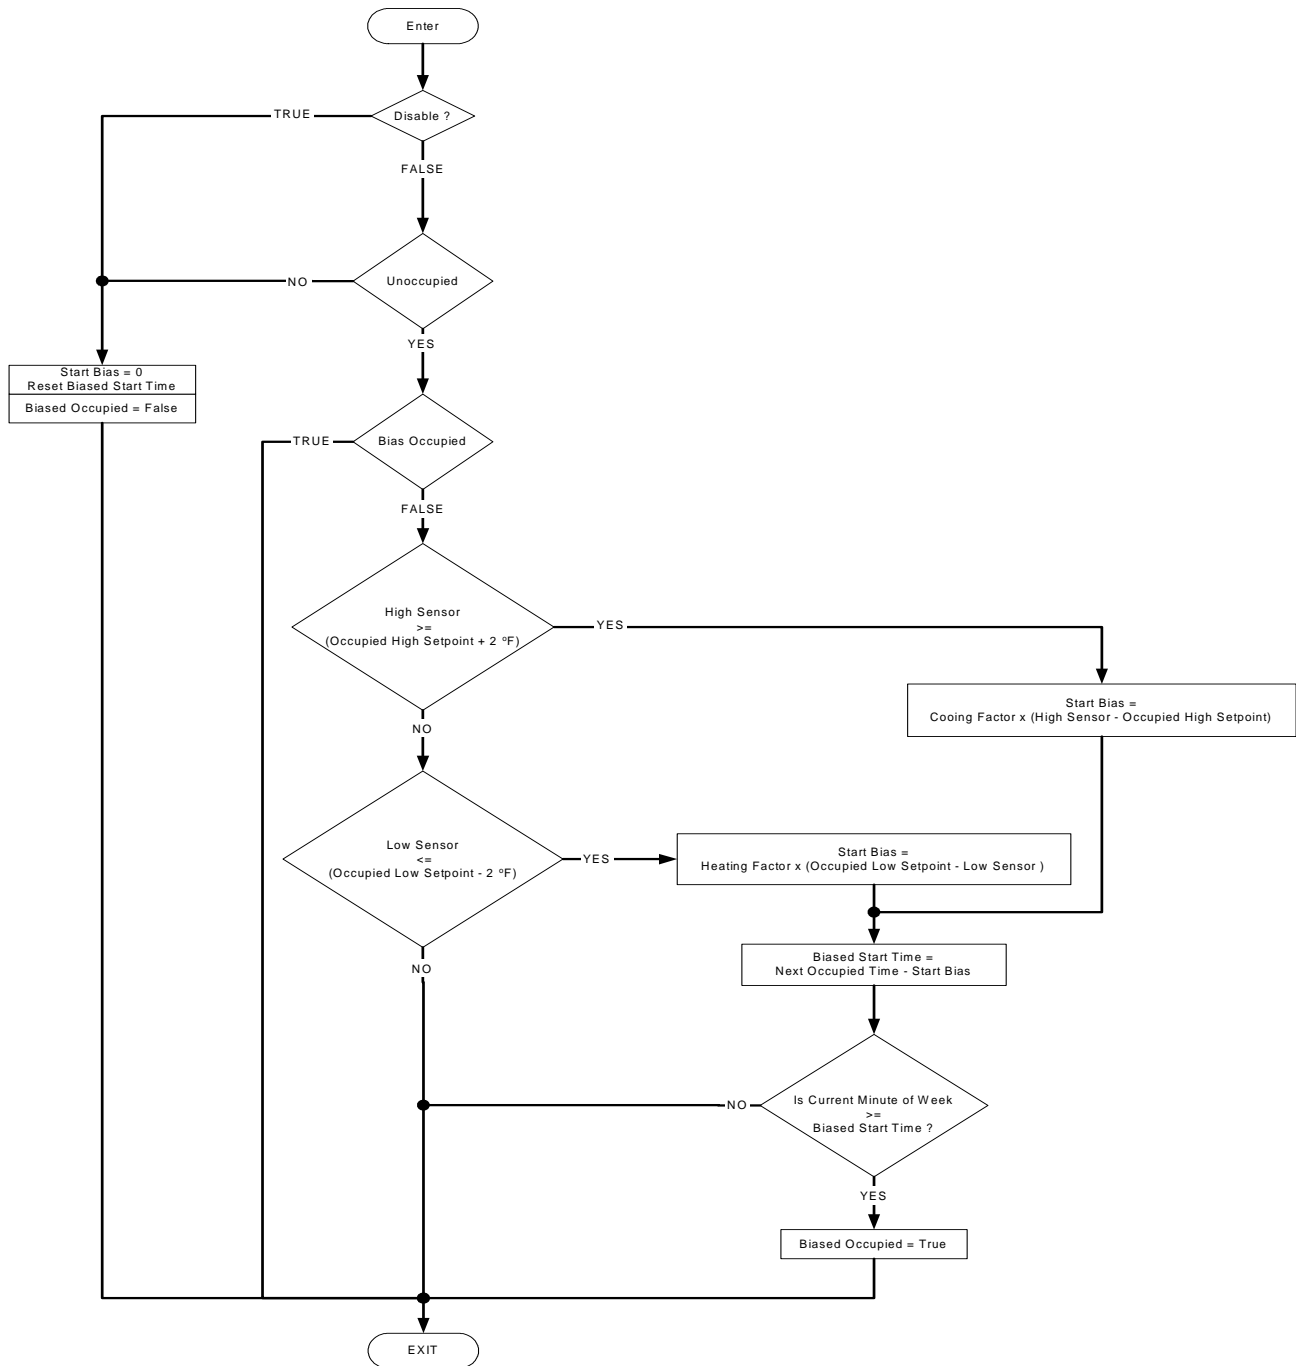 Enter
Disable ?
TRUE
FALSE
Unoccupied
NO
YES
Start Bias = 0
Reset Biased Start Time
Biased Occupied = False
Bias Occupied
TRUE
FALSE
High Sensor
>=
(Occupied High Setpoint + 2 ºF)
YES
Start Bias =
Cooing Factor x (High Sensor - Occupied High Setpoint)
NO
Low Sensor
<=
(Occupied Low Setpoint - 2 ºF)
YES
Start Bias =
Heating Factor x (Occupied Low Setpoint - Low Sensor )
NO
Biased Start Time =
Next Occupied Time - Start Bias
Is Current Minute of Week
>=
Biased Start Time ?
NO
YES
Biased Occupied = True
EXIT